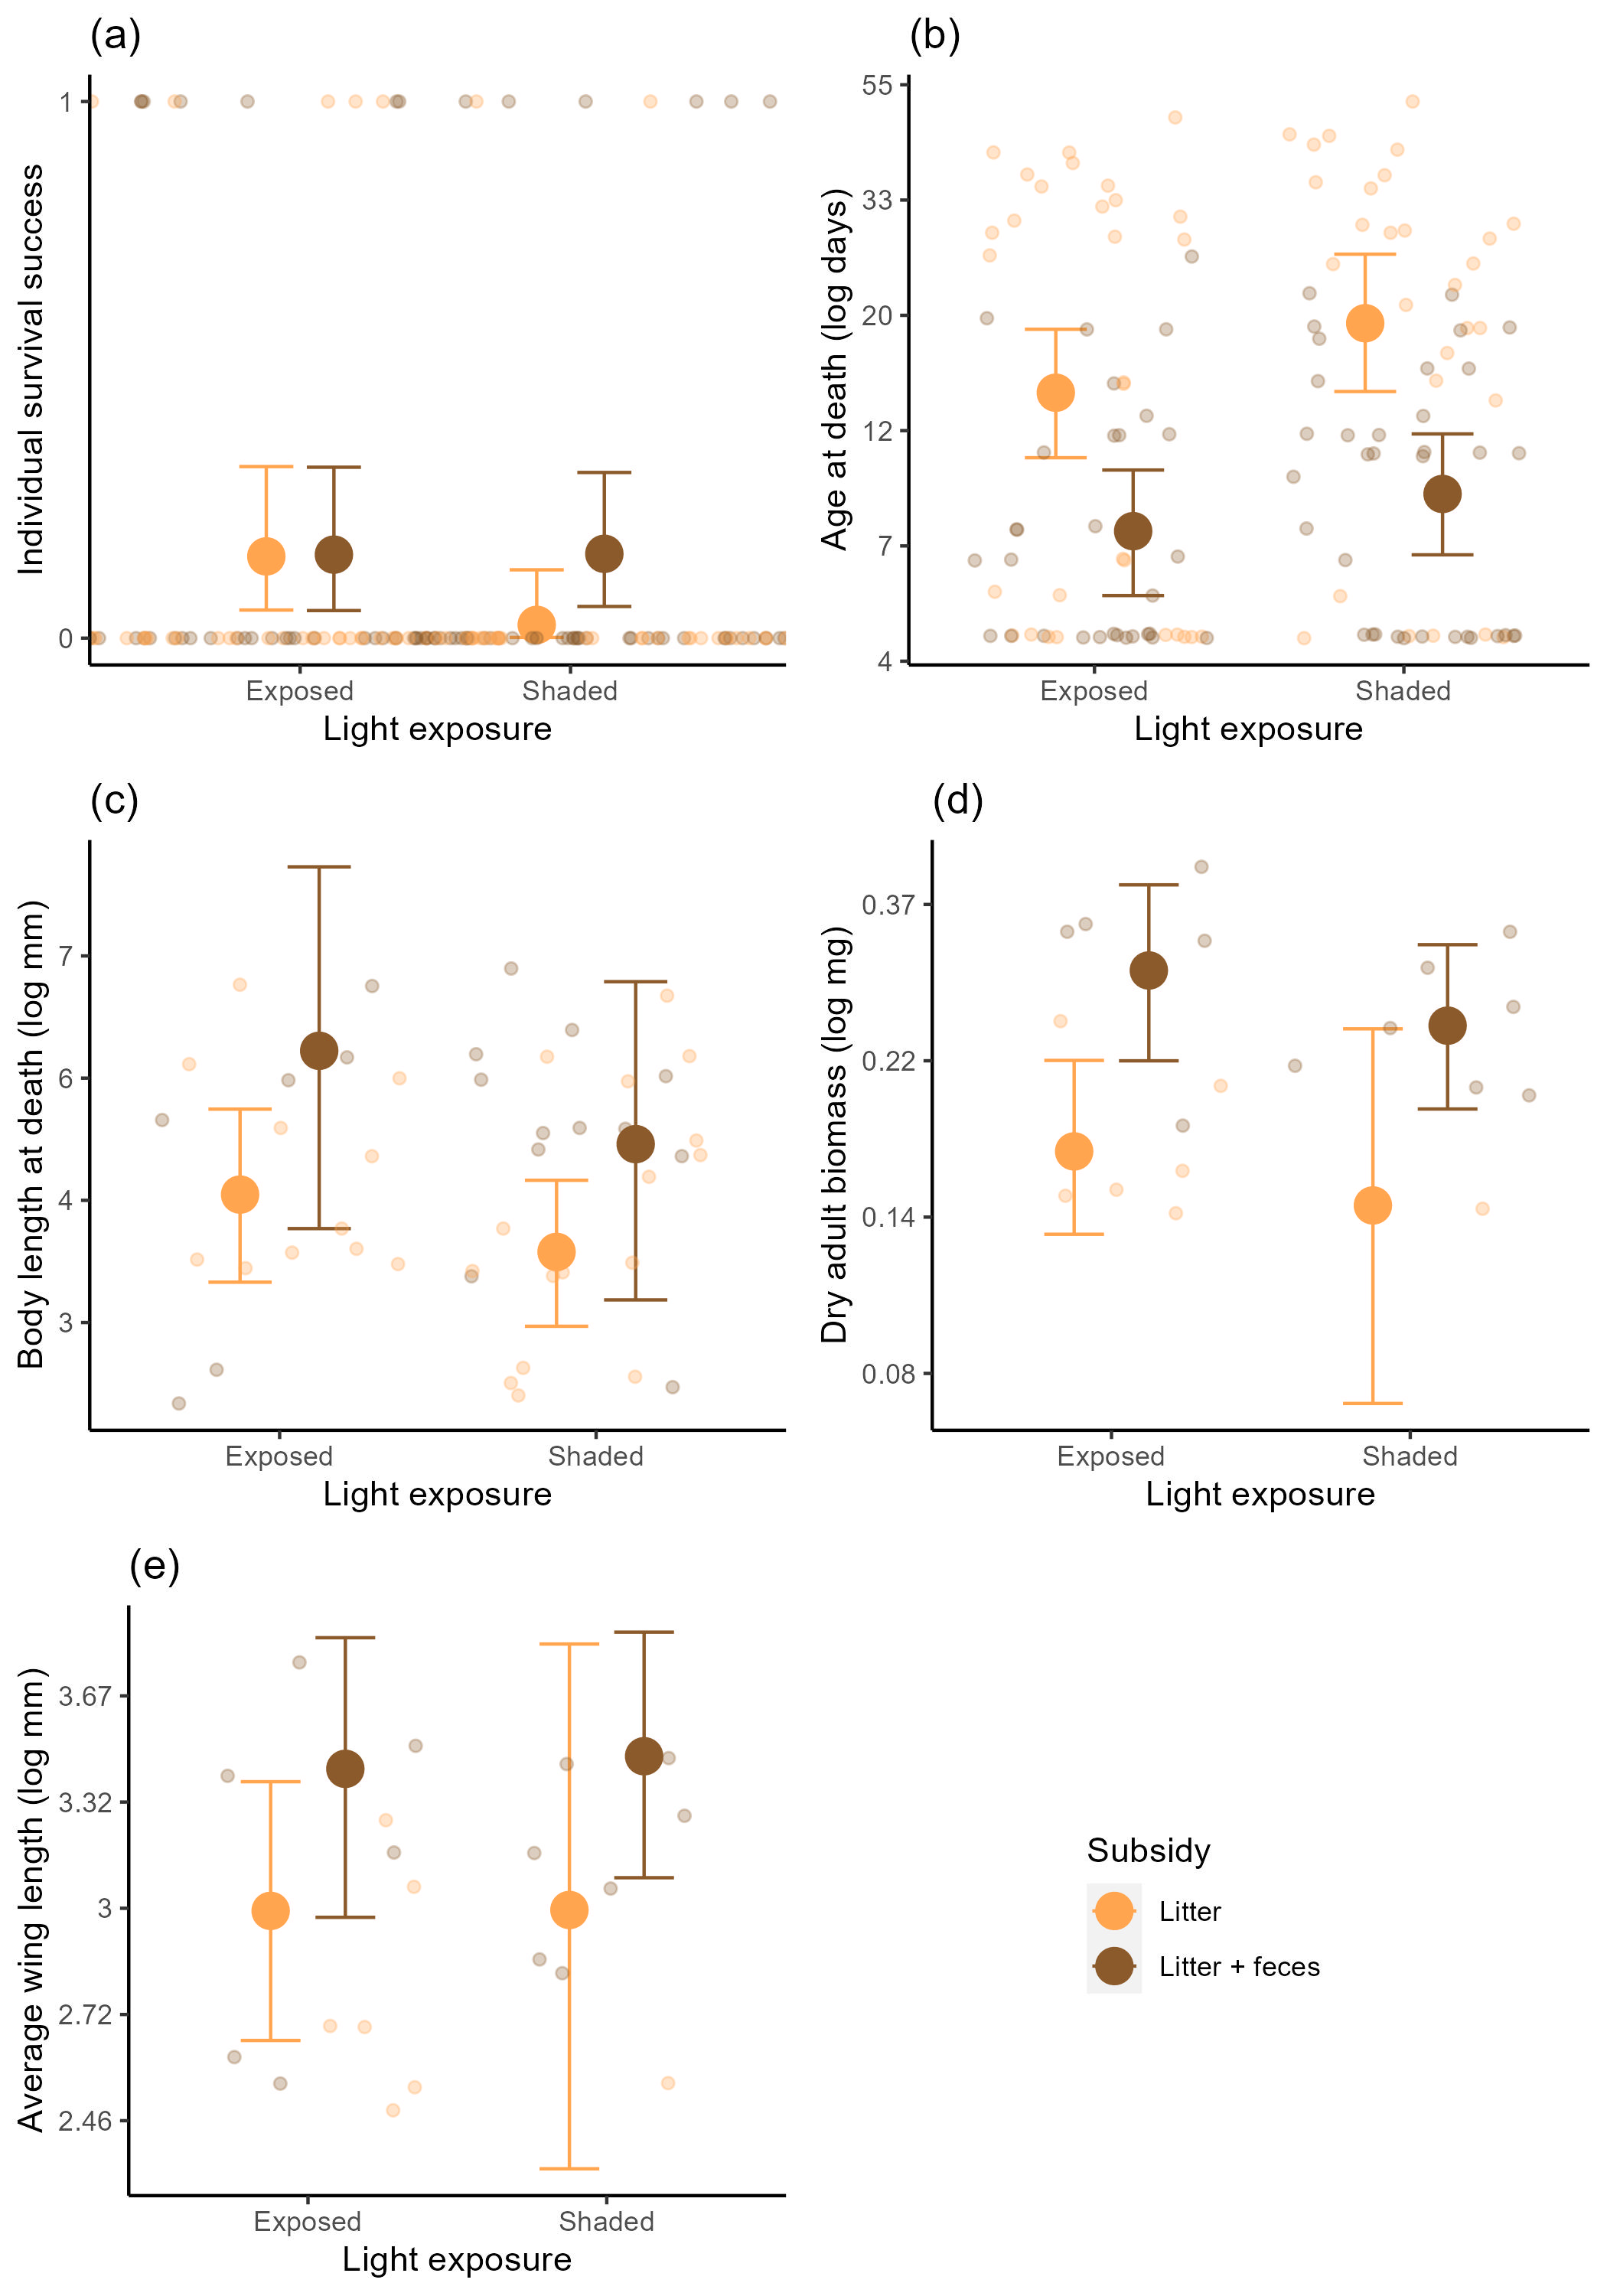 (a)
Individual survival success
1
0
Exposed Shaded
Light exposure
(b)
Age at death (log days)
55
33
20
12
7
4
Exposed Shaded
Light exposure
(c)
Body length at death (log mm)
7
6
4
3
Exposed Shaded
Light exposure
(d)
Dry adult biomass (log mg)
0.37
0.22
0.14
0.08
Exposed Shaded
Light exposure
(e)
Average wing length (log mm)
3.67
3.32
3
2.72
2.46
Exposed Shaded
Light exposure
Subsidy
Litter
Litter + feces